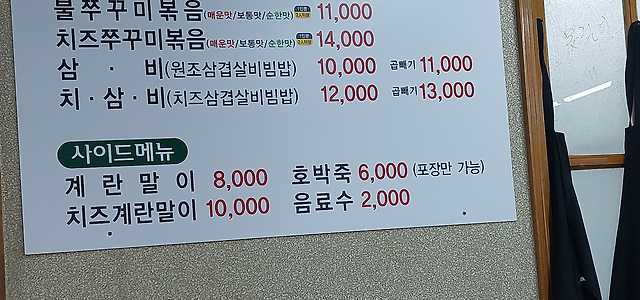 불쭈꾸미볶음(매운맛/보통맛/순한맛) 11,000
치즈쭈꾸미볶음(매운맛/보통맛/순한맛) 14,000
삼 · 비(원조삼겹살비빔밥) 10,000 곱빼기 11,000
치·삼·비(치즈삼겹살비빔밥) 12,000 곱빼기 13,000
사이드메뉴
계란말이 8,000 호박죽 6,000 (포장만 가능)
치즈계란말이 10,000 음료수 2,000